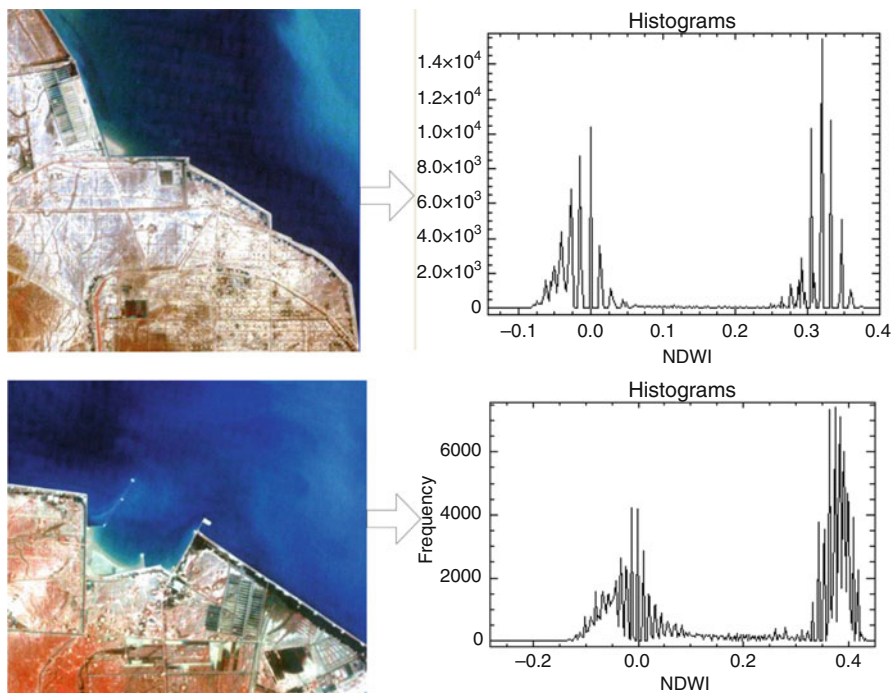 Histograms
1.4×10⁴
1.2×10⁴
1.0×10⁴
8.0×10³
6.0×10³
4.0×10³
2.0×10³
0
−0.1 0.0 0.1 0.2 0.3 0.4
NDWI
Histograms
Frequency
6000
4000
2000
0
−0.2 0.0 0.2 0.4
NDWI